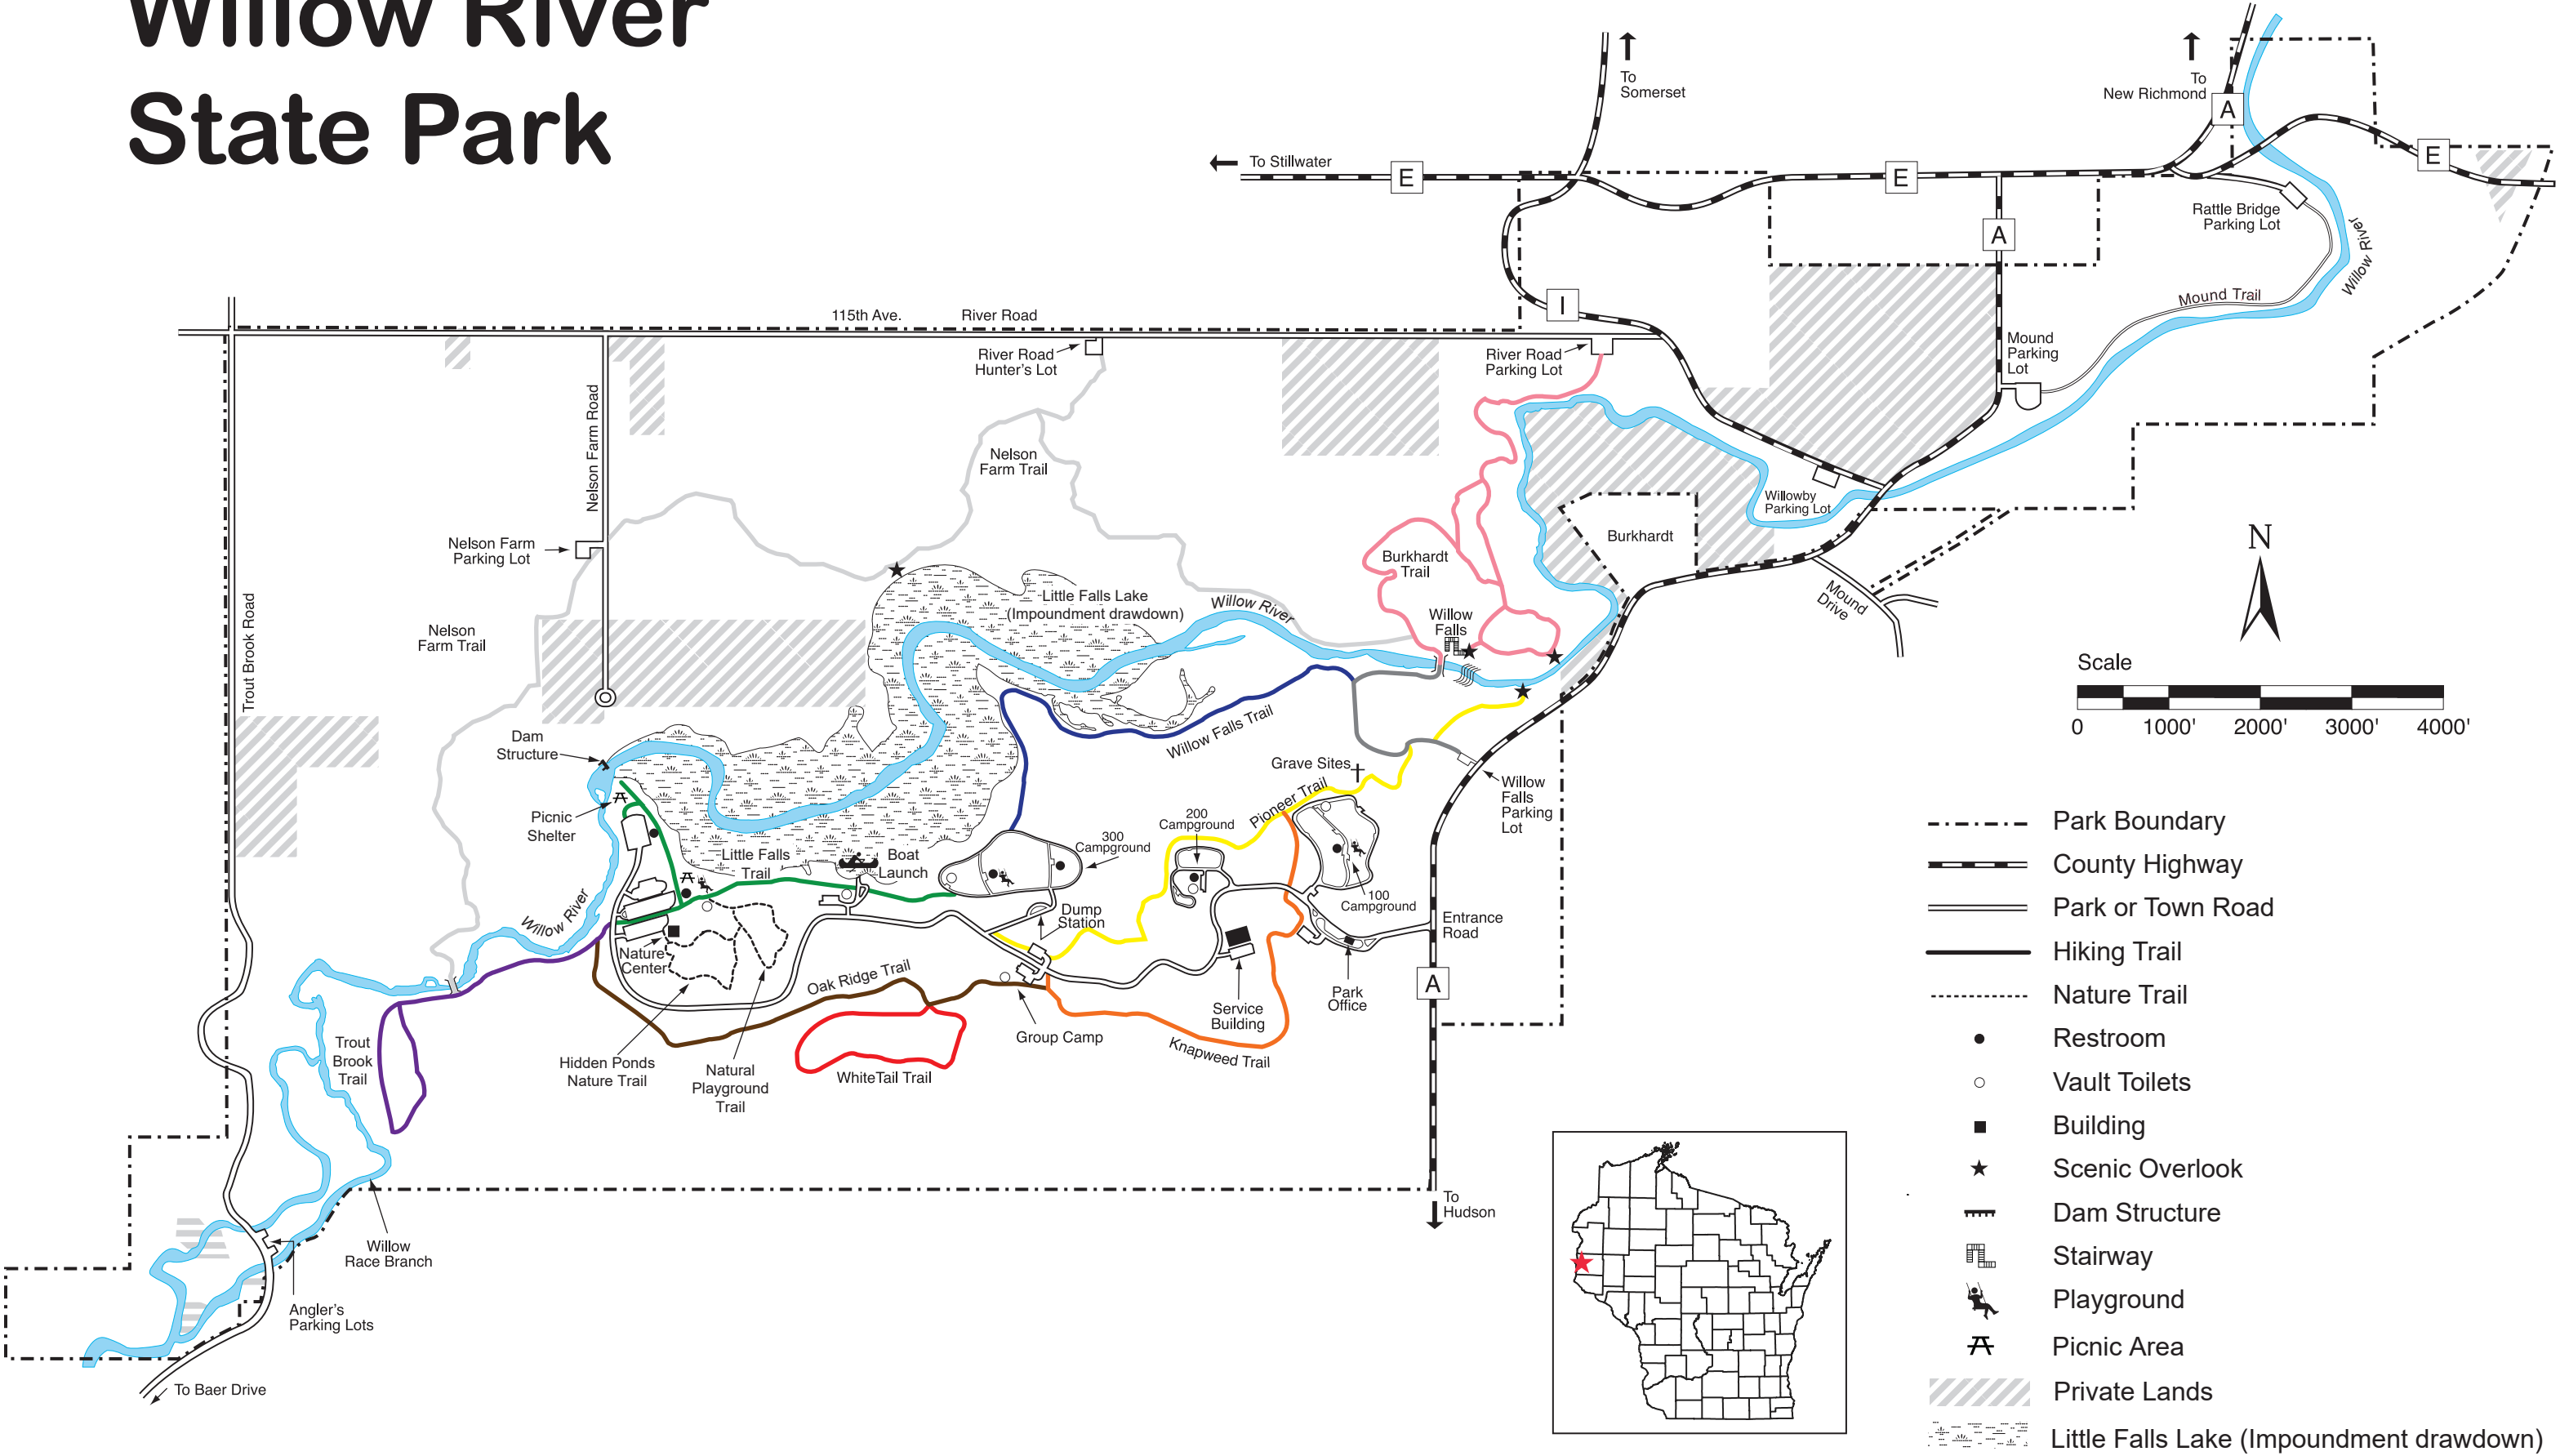 Willow River
State Park
To
Somerset
To
New Richmond
A
To Stillwater
E
E
E
Rattle Bridge
Parking Lot
A
Willow River
Mound Trail
I
115th Ave.
River Road
River Road
Hunter's Lot
River Road
Parking Lot
Mound
Parking
Lot
Nelson Farm Road
Nelson
Farm Trail
Willowby
Parking Lot
Burkhardt
Nelson Farm
Parking Lot
Burkhardt
Trail
N
Mound
Drive
Little Falls Lake
(Impoundment drawdown)
Willow River
Willow
Falls
Trout Brook Road
Nelson
Farm Trail
Scale
0
1000'
2000'
3000'
4000'
Dam
Structure
Willow Falls Trail
Grave Sites
Pioneer Trail
Willow
Falls
Parking
Lot
Picnic
Shelter
200
Campground
300
Campground
Little Falls
Trail
Boat
Launch
100
Campground
Willow River
Dump
Station
Entrance
Road
Nature
Center
Oak Ridge Trail
A
Park
Office
Service
Building
Group Camp
Knapweed Trail
Trout
Brook
Trail
Hidden Ponds
Nature Trail
Natural
Playground
Trail
WhiteTail Trail
To
Hudson
Willow
Race Branch
Angler's
Parking Lots
To Baer Drive
Park Boundary
County Highway
Park or Town Road
Hiking Trail
Nature Trail
Restroom
Vault Toilets
Building
Scenic Overlook
Dam Structure
Stairway
Playground
Picnic Area
Private Lands
Little Falls Lake (Impoundment drawdown)